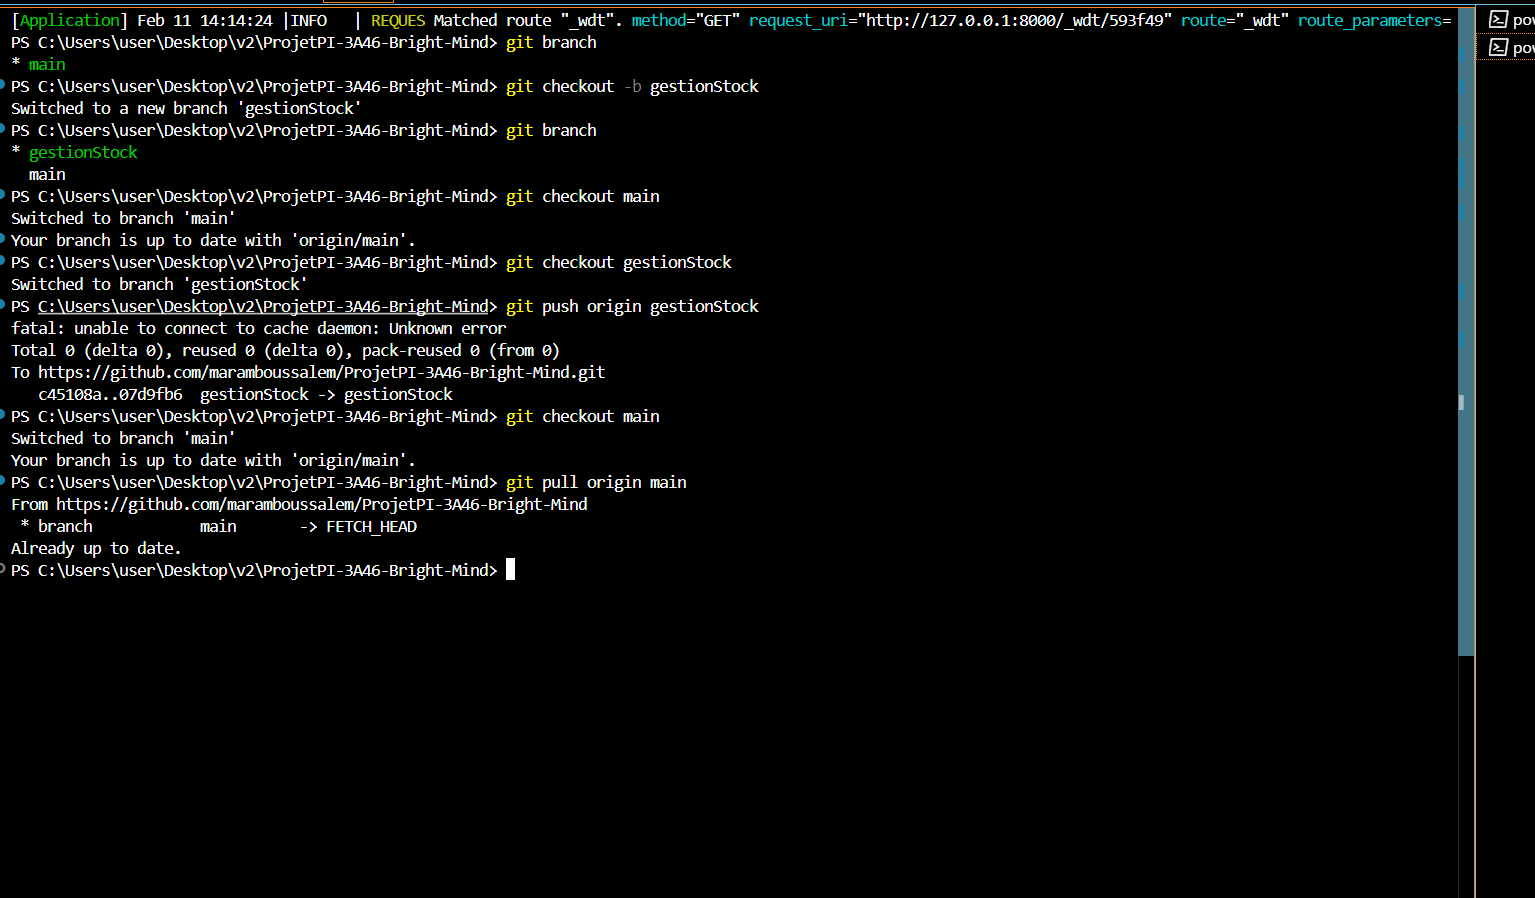 [Application] Feb 11 14:14:24 |INFO   | REQUES Matched route "_wdt". method="GET" request_uri="http://127.0.0.1:8000/_wdt/593f49" route="_wdt" route_parameters=
PS C:\Users\user\Desktop\v2\ProjetPI-3A46-Bright-Mind> git branch
* main
PS C:\Users\user\Desktop\v2\ProjetPI-3A46-Bright-Mind> git checkout -b gestionStock
Switched to a new branch 'gestionStock'
PS C:\Users\user\Desktop\v2\ProjetPI-3A46-Bright-Mind> git branch
* gestionStock
  main
PS C:\Users\user\Desktop\v2\ProjetPI-3A46-Bright-Mind> git checkout main
Switched to branch 'main'
Your branch is up to date with 'origin/main'.
PS C:\Users\user\Desktop\v2\ProjetPI-3A46-Bright-Mind> git checkout gestionStock
Switched to branch 'gestionStock'
PS C:\Users\user\Desktop\v2\ProjetPI-3A46-Bright-Mind> git push origin gestionStock
fatal: unable to connect to cache daemon: Unknown error
Total 0 (delta 0), reused 0 (delta 0), pack-reused 0 (from 0)
To https://github.com/maramboussalem/ProjetPI-3A46-Bright-Mind.git
   c45108a..07d9fb6  gestionStock -> gestionStock
PS C:\Users\user\Desktop\v2\ProjetPI-3A46-Bright-Mind> git checkout main
Switched to branch 'main'
Your branch is up to date with 'origin/main'.
PS C:\Users\user\Desktop\v2\ProjetPI-3A46-Bright-Mind> git pull origin main
From https://github.com/maramboussalem/ProjetPI-3A46-Bright-Mind
 * branch            main       -> FETCH_HEAD
Already up to date.
PS C:\Users\user\Desktop\v2\ProjetPI-3A46-Bright-Mind>